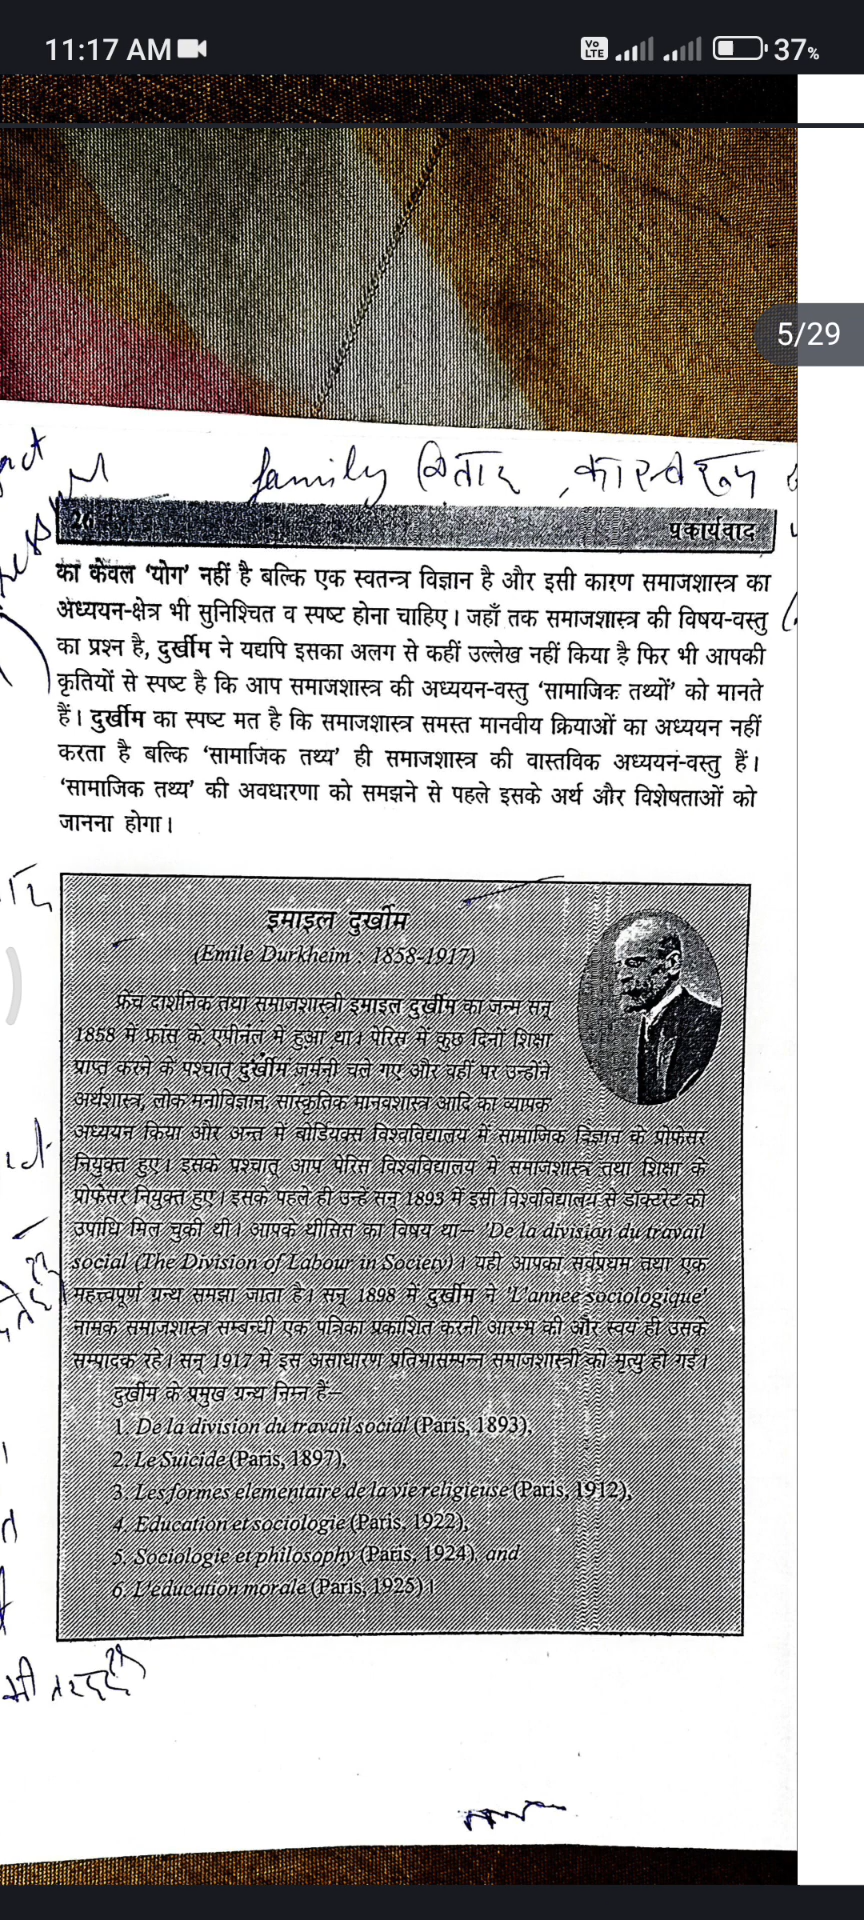 11:17 AM
Vo LTE
37%
5/29
family
26
प्रकार्यवाद
का केवल ‘योग’ नहीं है बल्कि एक स्वतन्त्र विज्ञान है और इसी कारण समाजशास्त्र का
अध्ययन-क्षेत्र भी सुनिश्चित व स्पष्ट होना चाहिए। जहाँ तक समाजशास्त्र की विषय-वस्तु
का प्रश्न है, दुर्खीम ने यद्यपि इसका अलग से कहीं उल्लेख नहीं किया है फिर भी आपकी
कृतियों से स्पष्ट है कि आप समाजशास्त्र की अध्ययन-वस्तु ‘सामाजिक तथ्यों’ को मानते
हैं। दुर्खीम का स्पष्ट मत है कि समाजशास्त्र समस्त मानवीय क्रियाओं का अध्ययन नहीं
करता है बल्कि ‘सामाजिक तथ्य’ ही समाजशास्त्र की वास्तविक अध्ययन-वस्तु हैं।
‘सामाजिक तथ्य’ की अवधारणा को समझने से पहले इसके अर्थ और विशेषताओं को
जानना होगा।
इमाइल दुर्खीम
(Emile Durkheim : 1858-1917)
फ्रेंच दार्शनिक तथा समाजशास्त्री इमाइल दुर्खीम का जन्म सन्
1858 में फ्रांस के एपीनल में हुआ था। पेरिस में कुछ दिनों शिक्षा
प्राप्त करने के पश्चात् दुर्खीम जर्मनी चले गए और वहीं पर उन्होंने
अर्थशास्त्र, लोक मनोविज्ञान, सांस्कृतिक मानवशास्त्र आदि का व्यापक
अध्ययन किया और अन्त में बोर्डियक्स विश्वविद्यालय में सामाजिक विज्ञान के प्रोफेसर
नियुक्त हुए। इसके पश्चात् आप पेरिस विश्वविद्यालय में समाजशास्त्र तथा शिक्षा के
प्रोफेसर नियुक्त हुए। इसके पहले ही उन्हें सन् 1893 में इसी विश्वविद्यालय से डॉक्टरेट की
उपाधि मिल चुकी थी। आपके थीसिस का विषय था— 'De la division du travail
social (The Division of Labour in Society)। यही आपका सर्वप्रथम तथा एक
महत्त्वपूर्ण ग्रन्थ समझा जाता है। सन् 1898 में दुर्खीम ने 'L'annee sociologique'
नामक समाजशास्त्र सम्बन्धी एक पत्रिका प्रकाशित करनी आरम्भ की और स्वयं ही उसके
सम्पादक रहे। सन् 1917 में इस असाधारण प्रतिभासम्पन्न समाजशास्त्री की मृत्यु हो गई।
दुर्खीम के प्रमुख ग्रन्थ निम्न हैं—
1. De la division du travail social (Paris, 1893),
2. Le Suicide (Paris, 1897),
3. Les formes elementaire de la vie religieuse (Paris, 1912),
4. Education et sociologie (Paris, 1922),
5. Sociologie et philosophy (Paris, 1924), and
6. L'education morale (Paris, 1925)।